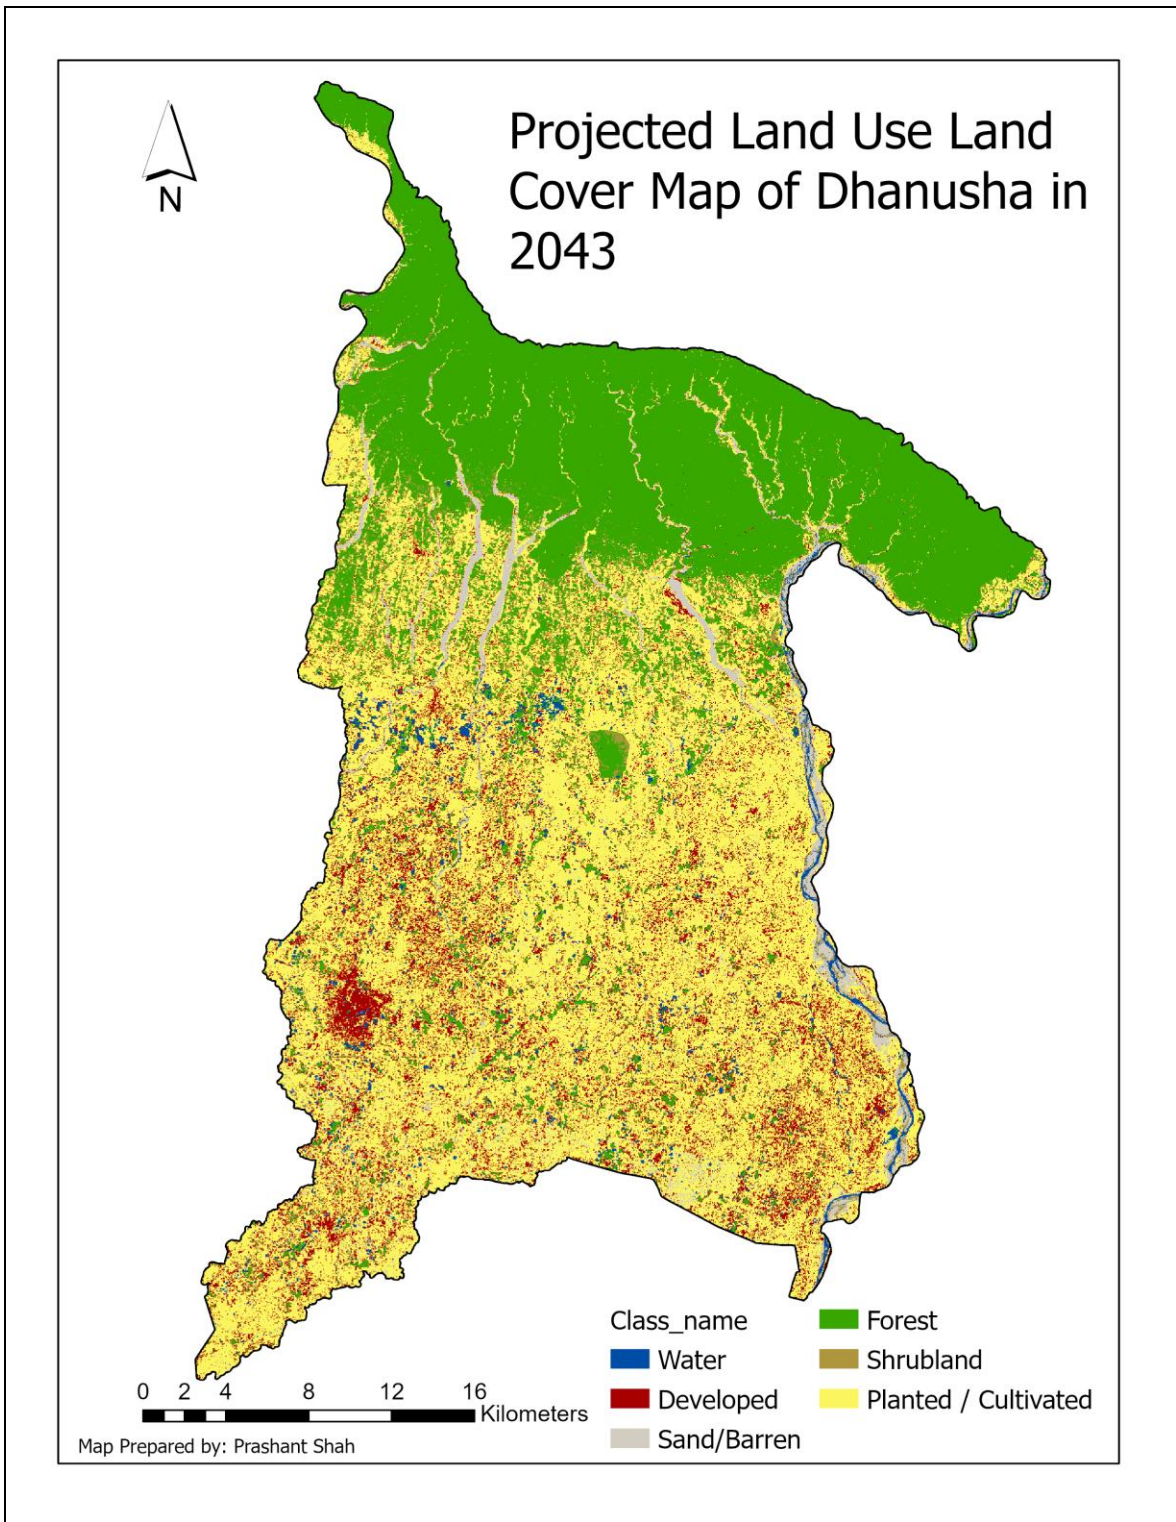 N
Projected Land Use Land
Cover Map of Dhanusha in
2043
Class_name
Water
Developed
Sand/Barren
Forest
Shrubland
Planted / Cultivated
0 2 4 8 12 16
Kilometers
Map Prepared by: Prashant Shah